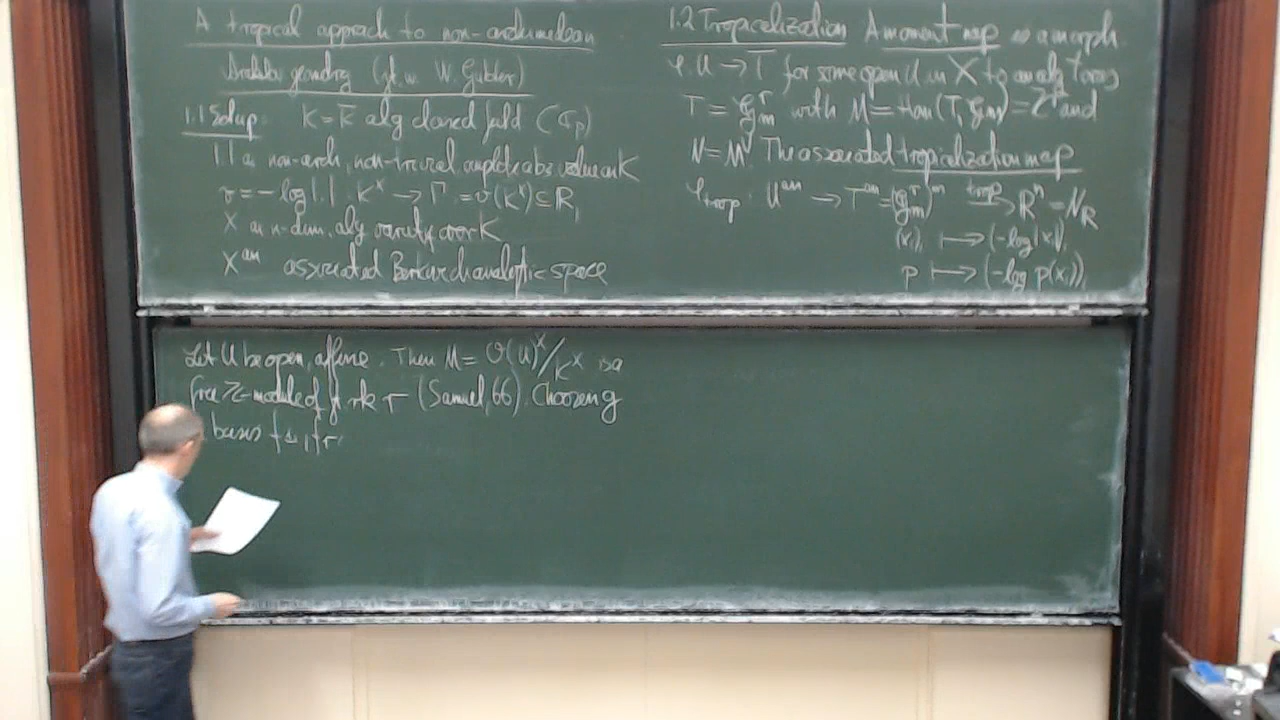 A tropical approach to non-archimedean
Arakelov geometry (jt. w. W. Gubler)
1.1 Setup: K = K̄ alg closed field (ℂ_p)
|.| a non-arch, non-trivial complete abs value on K
v = -log|.| : K^× → Γ := v(K^×) ⊆ ℝ,
X an n-dim. alg variety over K
X^an associated Berkovich analytic space
1.2 Tropicalization A moment map is a morph.
φ: U → T for some open U in X to an alg torus
T = 𝔾_m^r with M = Hom(T, 𝔾_m) = ℤ^r and
N = M^∨. The associated tropicalization map
φ_trop : U^an → T^an = (𝔾_m^r)^an trop→ ℝ^n = N_ℝ
(x_i)_i ↦ (-log|x_i|)_i
p ↦ (-log p(x_i))_i
Let U be open, affine. Then M = O(U)^×/K^× is a
free ℤ-module of f. rk r (Samuel, 66). Choosing
basis f_1, , f_r